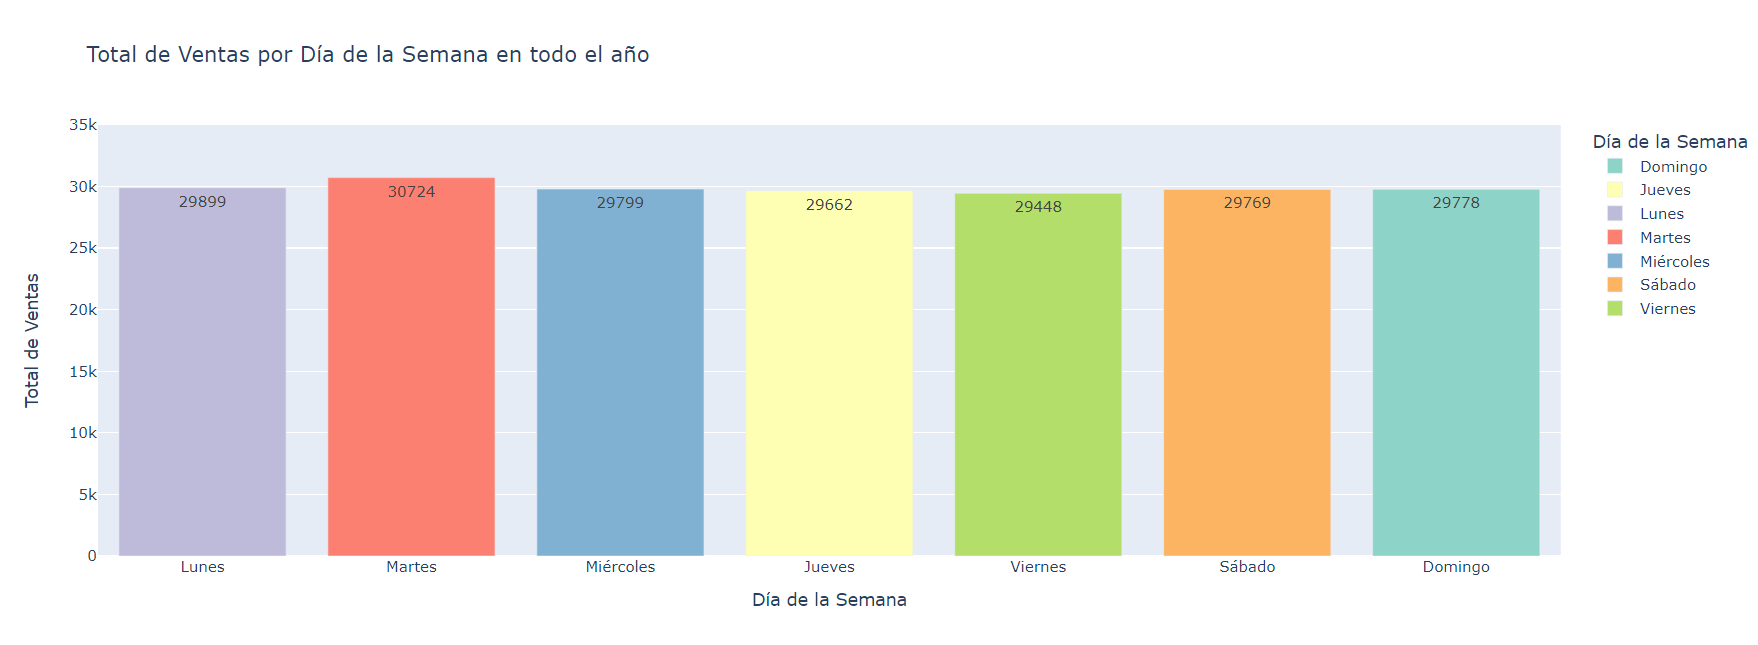 Total de Ventas por Día de la Semana en todo el año
35k
30k
25k
20k
15k
10k
5k
0
Total de Ventas
29899
30724
29799
29662
29448
29769
29778
Lunes
Martes
Miércoles
Jueves
Viernes
Sábado
Domingo
Día de la Semana
Día de la Semana
Domingo
Jueves
Lunes
Martes
Miércoles
Sábado
Viernes